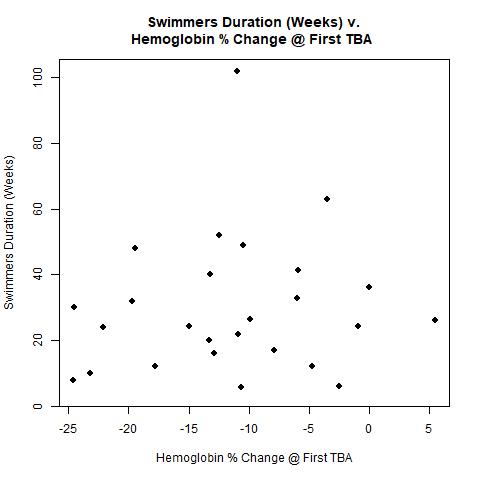 Swimmers Duration (Weeks) v.
Hemoglobin % Change @ First TBA
Swimmers Duration (Weeks)
100
80
60
40
20
0
-25 -20 -15 -10 -5 0 5
Hemoglobin % Change @ First TBA